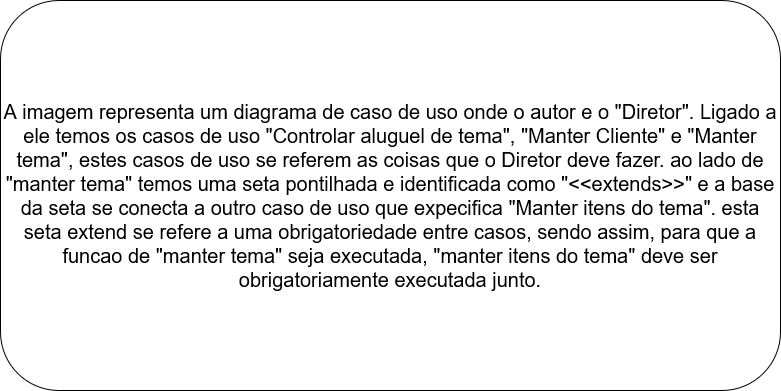 A imagem representa um diagrama de caso de uso onde o autor e o "Diretor". Ligado a
ele temos os casos de uso "Controlar aluguel de tema", "Manter Cliente" e "Manter
tema", estes casos de uso se referem as coisas que o Diretor deve fazer. ao lado de
"manter tema" temos uma seta pontilhada e identificada como "<<extends>>" e a base
da seta se conecta a outro caso de uso que expecifica "Manter itens do tema". esta
seta extend se refere a uma obrigatoriedade entre casos, sendo assim, para que a
funcao de "manter tema" seja executada, "manter itens do tema" deve ser
obrigatoriamente executada junto.